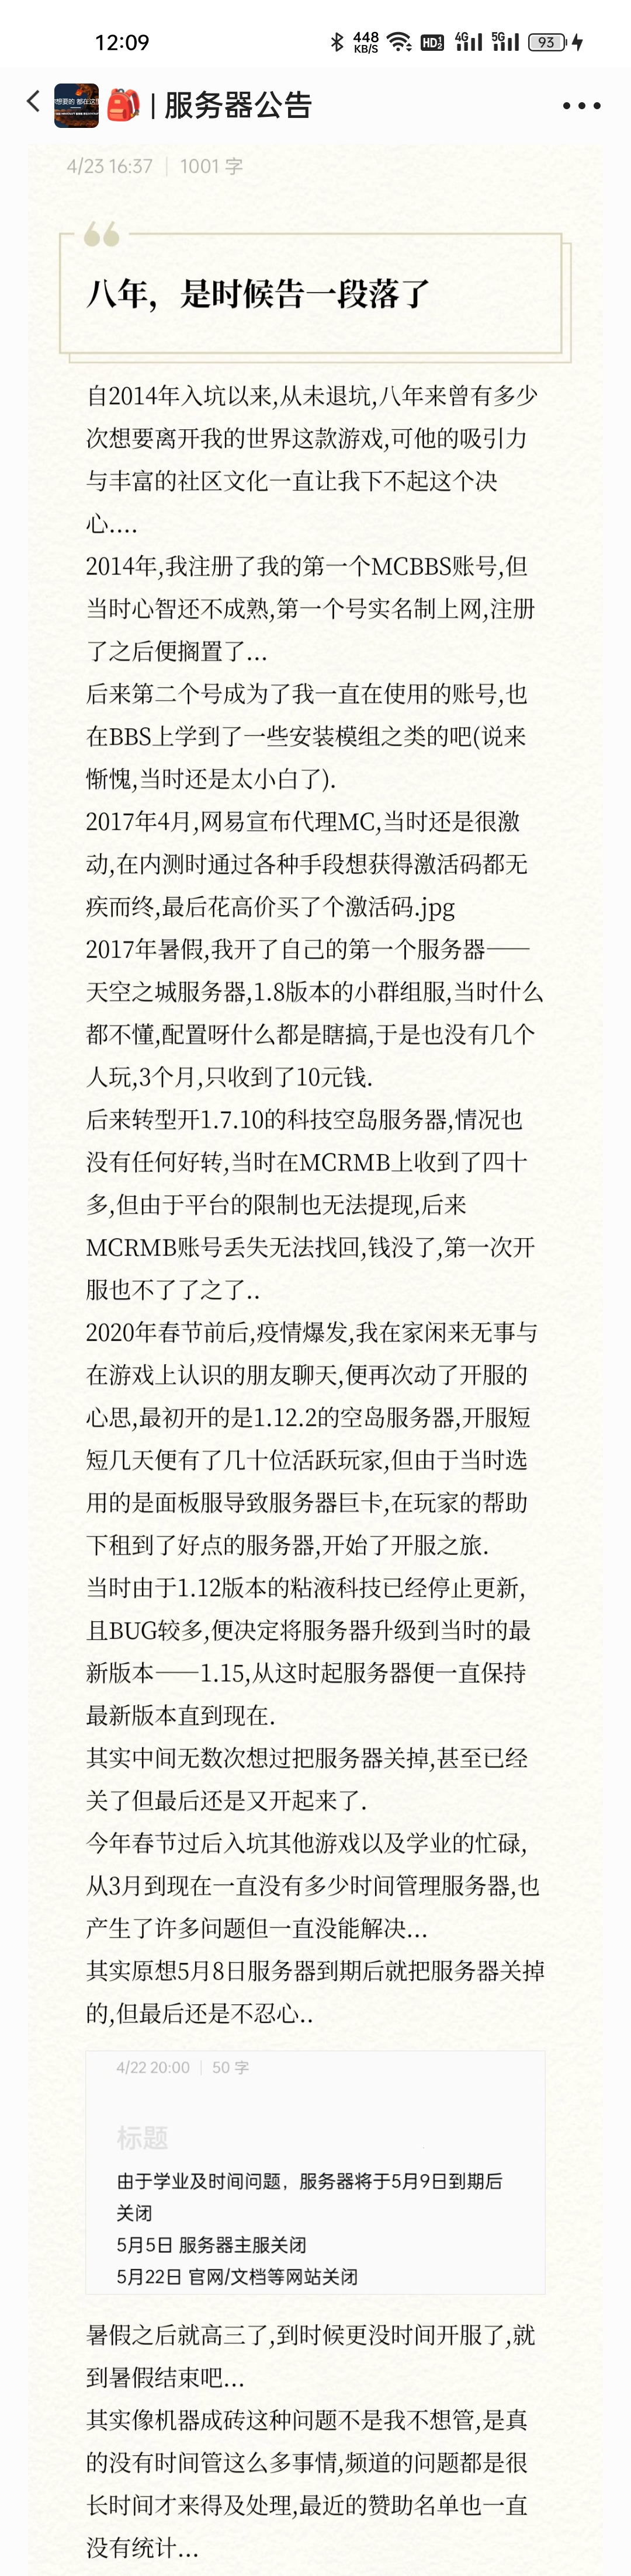 12:09
448
KB/S
HD
4G
5G
93
| 服务器公告
4/23 16:37 | 1001 字
八年，是时候告一段落了
自2014年入坑以来,从未退坑,八年来曾有多少
次想要离开我的世界这款游戏,可他的吸引力
与丰富的社区文化一直让我下不起这个决
心....
2014年,我注册了我的第一个MCBBS账号,但
当时心智还不成熟,第一个号实名制上网,注册
了之后便搁置了...
后来第二个号成为了我一直在使用的账号,也
在BBS上学到了一些安装模组之类的吧(说来
惭愧,当时还是太小白了).
2017年4月,网易宣布代理MC,当时还是很激
动,在内测时通过各种手段想获得激活码都无
疾而终,最后花高价买了个激活码.jpg
2017年暑假,我开了自己的第一个服务器——
天空之城服务器,1.8版本的小群组服,当时什么
都不懂,配置呀什么都是瞎搞,于是也没有几个
人玩,3个月,只收到了10元钱.
后来转型开1.7.10的科技空岛服务器,情况也
没有任何好转,当时在MCRMB上收到了四十
多,但由于平台的限制也无法提现,后来
MCRMB账号丢失无法找回,钱没了,第一次开
服也不了了之了..
2020年春节前后,疫情爆发,我在家闲来无事与
在游戏上认识的朋友聊天,便再次动了开服的
心思,最初开的是1.12.2的空岛服务器,开服短
短几天便有了几十位活跃玩家,但由于当时选
用的是面板服导致服务器巨卡,在玩家的帮助
下租到了好点的服务器,开始了开服之旅.
当时由于1.12版本的粘液科技已经停止更新,
且BUG较多,便决定将服务器升级到当时的最
新版本——1.15,从这时起服务器便一直保持
最新版本直到现在.
其实中间无数次想过把服务器关掉,甚至已经
关了但最后还是又开起来了.
今年春节过后入坑其他游戏以及学业的忙碌,
从3月到现在一直没有多少时间管理服务器,也
产生了许多问题但一直没能解决...
其实原想5月8日服务器到期后就把服务器关掉
的,但最后还是不忍心..
4/22 20:00 | 50 字
标题
由于学业及时间问题，服务器将于5月9日到期后
关闭
5月5日 服务器主服关闭
5月22日 官网/文档等网站关闭
暑假之后就高三了,到时候更没时间开服了,就
到暑假结束吧...
其实像机器成砖这种问题不是我不想管,是真
的没有时间管这么多事情,频道的问题都是很
长时间才来得及处理,最近的赞助名单也一直
没有统计...